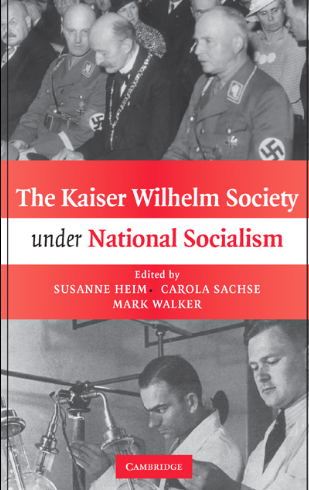 The Kaiser Wilhelm Society
under National Socialism
Edited by
SUSANNE HEIM · CAROLA SACHSE
MARK WALKER
CAMBRIDGE